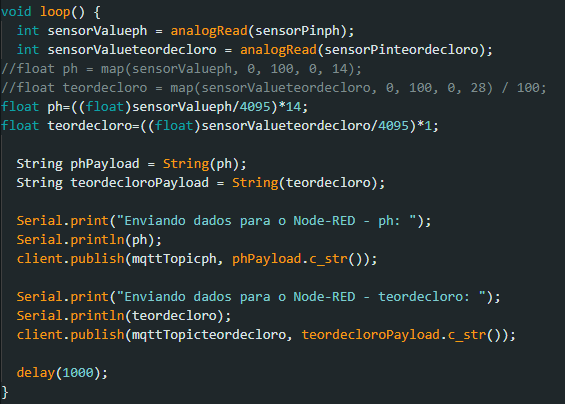 void loop() {
  int sensorValueph = analogRead(sensorPinph);
  int sensorValueteordecloro = analogRead(sensorPinteordecloro);
//float ph = map(sensorValueph, 0, 100, 0, 14);
//float teordecloro = map(sensorValueteordecloro, 0, 100, 0, 28) / 100;
float ph=((float)sensorValueph/4095)*14;
float teordecloro=((float)sensorValueteordecloro/4095)*1;

  String phPayload = String(ph);
  String teordecloroPayload = String(teordecloro);

  Serial.print("Enviando dados para o Node-RED - ph: ");
  Serial.println(ph);
  client.publish(mqttTopicph, phPayload.c_str());

  Serial.print("Enviando dados para o Node-RED - teordecloro: ");
  Serial.println(teordecloro);
  client.publish(mqttTopicteordecloro, teordecloroPayload.c_str());

  delay(1000);
}